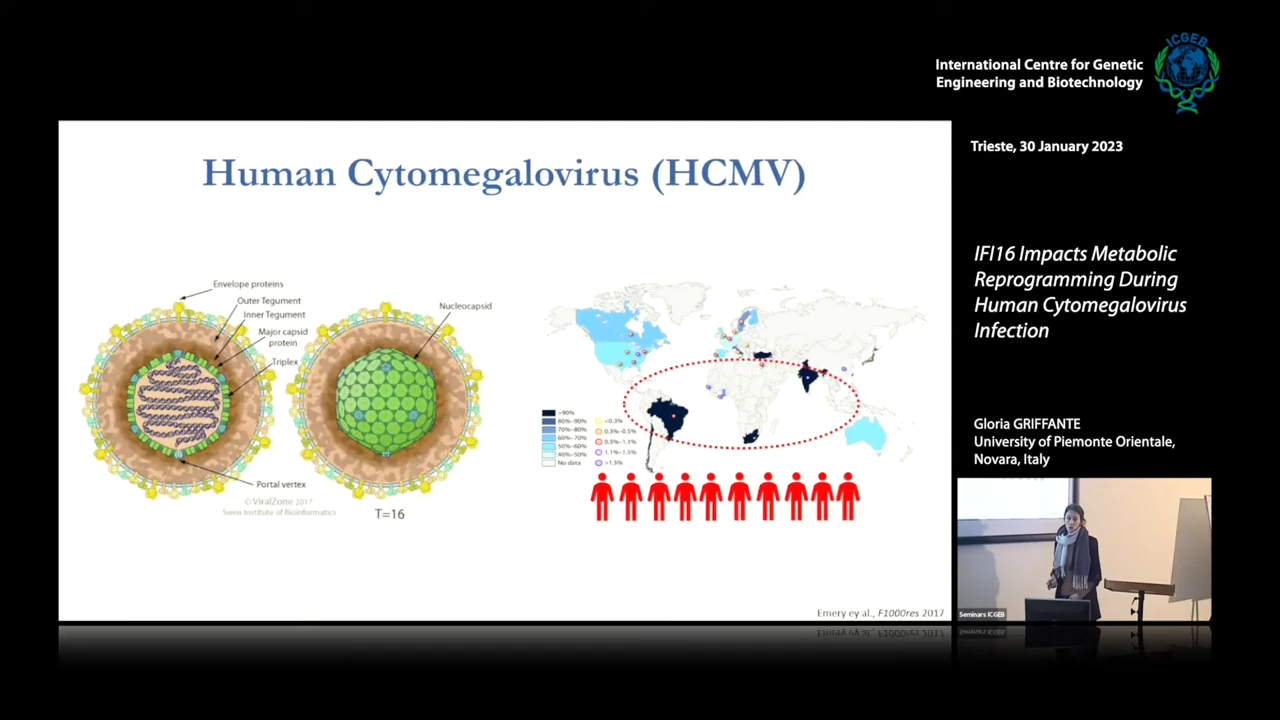 International Centre for Genetic
Engineering and Biotechnology
ICGEB
Trieste, 30 January 2023
IFI16 Impacts Metabolic
Reprogramming During
Human Cytomegalovirus
Infection
Gloria GRIFFANTE
University of Piemonte Orientale,
Novara, Italy
Seminars ICGEB
Human Cytomegalovirus (HCMV)
Envelope proteins
Outer Tegument
Inner Tegument
Major capsid
protein
Triplex
Portal vertex
Nucleocapsid
© ViralZone 2017
Swiss Institute of Bioinformatics
T=16
>90%
80%-90%
70%-80%
60%-70%
50%-60%
40%-50%
No data
<0.3%
0.3%-0.5%
0.5%-1.1%
1.1%-1.5%
>1.5%
Emery ey al., F1000res 2017